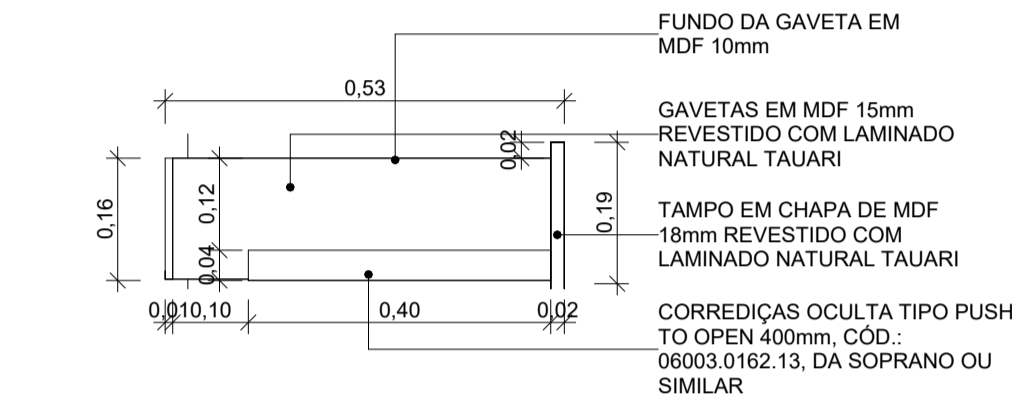 FUNDO DA GAVETA EM
MDF 10mm
0,53
GAVETAS EM MDF 15mm
REVESTIDO COM LAMINADO
NATURAL TAUARI
0,02
0,16
0,12
0,04
0,19
TAMPO EM CHAPA DE MDF
18mm REVESTIDO COM
LAMINADO NATURAL TAUARI
0,01
0,10
0,40
0,02
CORREDIÇAS OCULTA TIPO PUSH
TO OPEN 400mm, CÓD.:
06003.0162.13, DA SOPRANO OU
SIMILAR